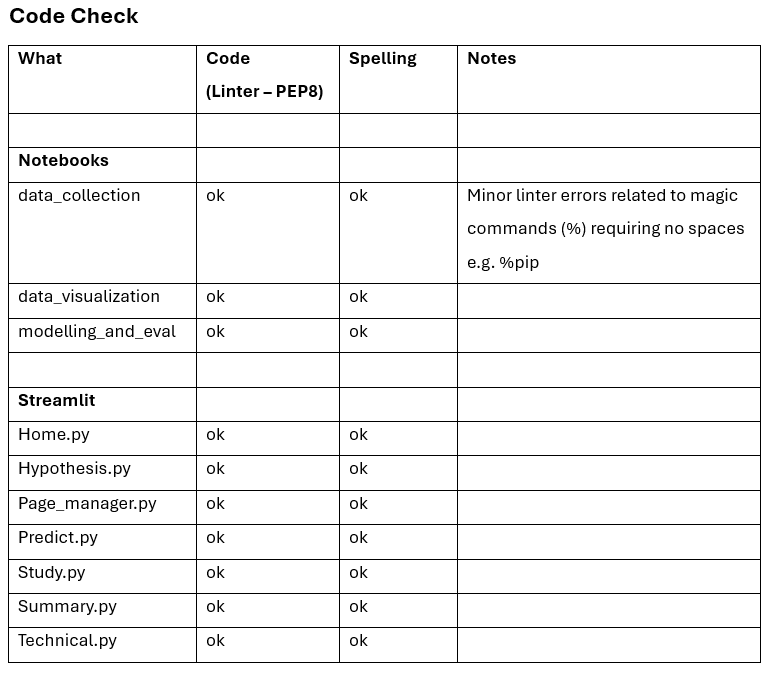 Code Check
What Code Spelling Notes
(Linter – PEP8)
Notebooks
data_collection ok ok Minor linter errors related to magic
commands (%) requiring no spaces
e.g. %pip
data_visualization ok ok
modelling_and_eval ok ok
Streamlit
Home.py ok ok
Hypothesis.py ok ok
Page_manager.py ok ok
Predict.py ok ok
Study.py ok ok
Summary.py ok ok
Technical.py ok ok